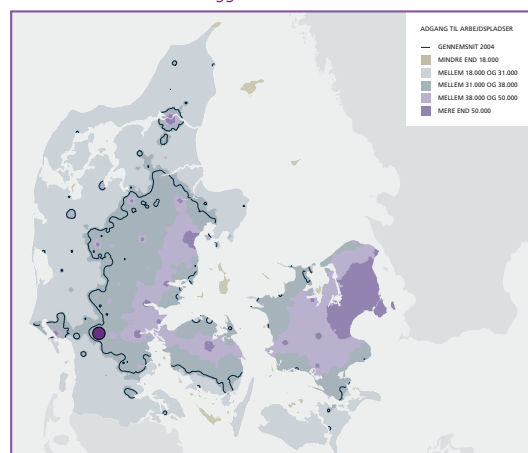 ADGANG TIL ARBEJDSPLADSER
GENNEMSNIT 2004
MINDRE END 18.000
MELLEM 18.000 OG 31.000
MELLEM 31.000 OG 38.000
MELLEM 38.000 OG 50.000
MERE END 50.000